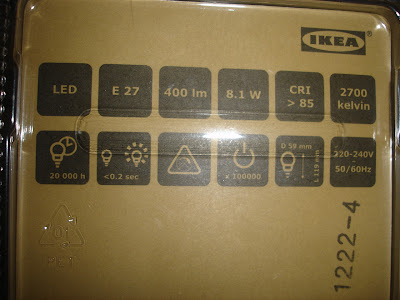 IKEA®
LED
E 27
400 lm
8.1 W
CRI
> 85
2700
kelvin
20 000 h
<0.2 sec
x 100000
D 59 mm
L 119 mm
220-240V
50/60Hz
1222-4